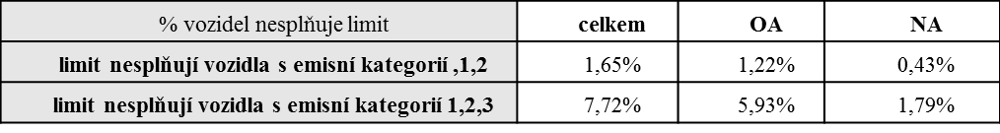 % vozidel nesplňuje limit celkem OA NA
limit nesplňují vozidla s emisní kategorií ,1,2 1,65% 1,22% 0,43%
limit nesplňují vozidla s emisní kategorií 1,2,3 7,72% 5,93% 1,79%